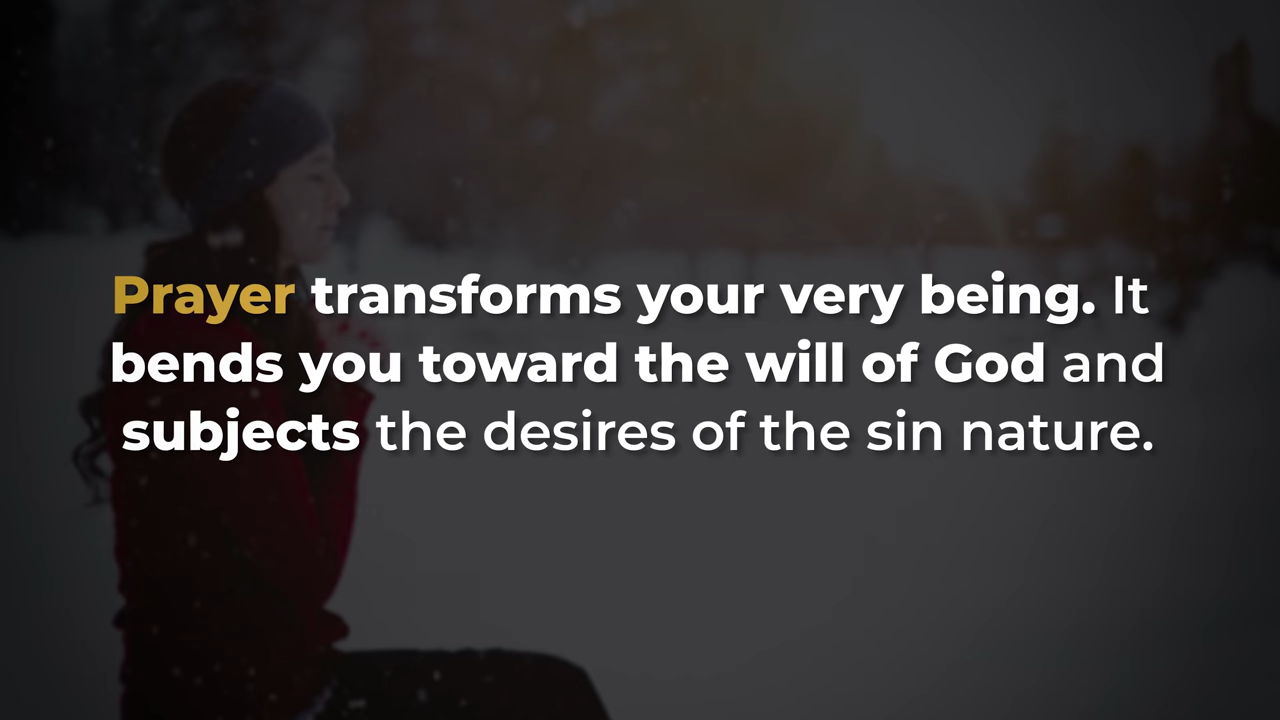 Prayer transforms your very being. It
bends you toward the will of God and
subjects the desires of the sin nature.